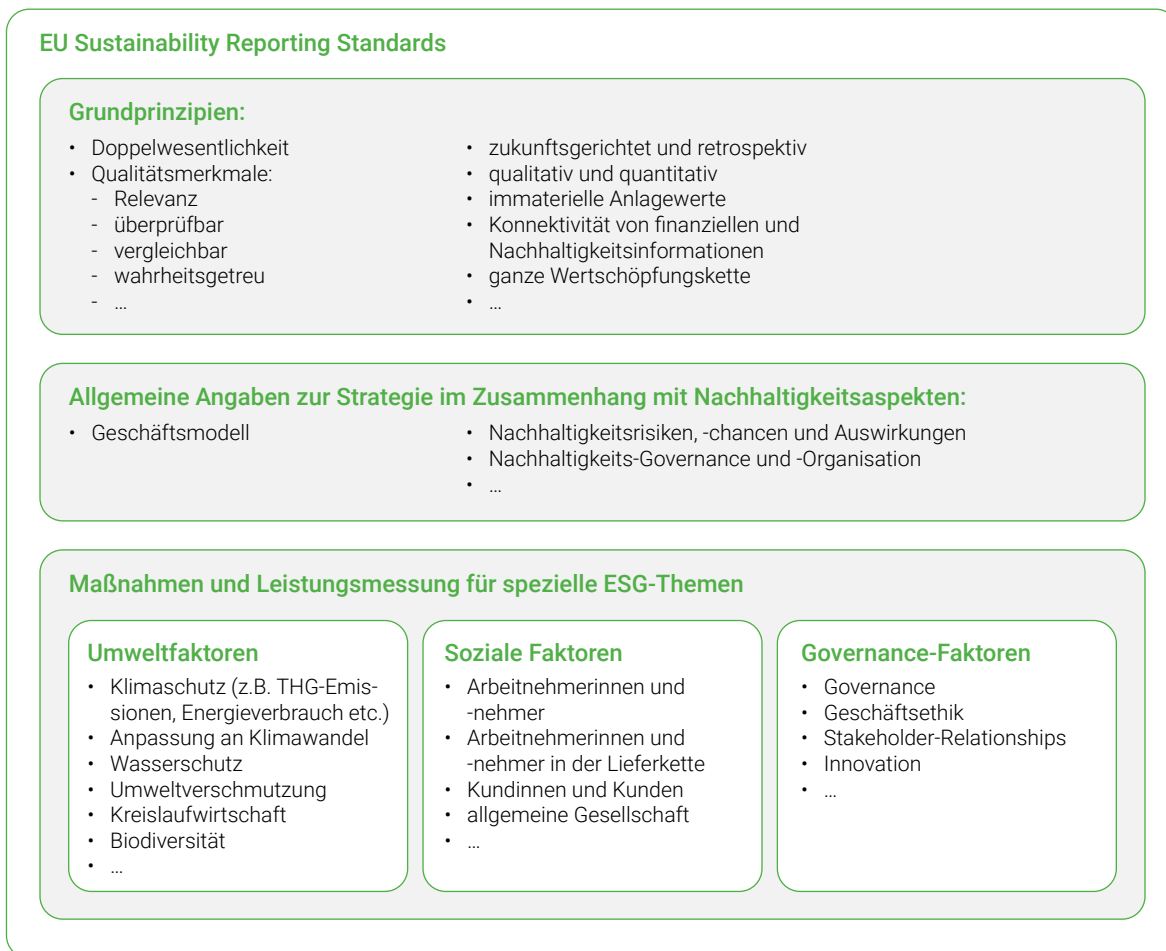 EU Sustainability Reporting Standards
Grundprinzipien:
• Doppelwesentlichkeit
• Qualitätsmerkmale:
- Relevanz
- überprüfbar
- vergleichbar
- wahrheitsgetreu
- ...
• zukunftsgerichtet und retrospektiv
• qualitativ und quantitativ
• immaterielle Anlagewerte
• Konnektivität von finanziellen und
Nachhaltigkeitsinformationen
• ganze Wertschöpfungskette
• ...
Allgemeine Angaben zur Strategie im Zusammenhang mit Nachhaltigkeitsaspekten:
• Geschäftsmodell
• Nachhaltigkeitsrisiken, -chancen und Auswirkungen
• Nachhaltigkeits-Governance und -Organisation
• ...
Maßnahmen und Leistungsmessung für spezielle ESG-Themen
Umweltfaktoren
• Klimaschutz (z.B. THG-Emis-
sionen, Energieverbrauch etc.)
• Anpassung an Klimawandel
• Wasserschutz
• Umweltverschmutzung
• Kreislaufwirtschaft
• Biodiversität
• ...
Soziale Faktoren
• Arbeitnehmerinnen und
-nehmer
• Arbeitnehmerinnen und
-nehmer in der Lieferkette
• Kundinnen und Kunden
• allgemeine Gesellschaft
• ...
Governance-Faktoren
• Governance
• Geschäftsethik
• Stakeholder-Relationships
• Innovation
• ...